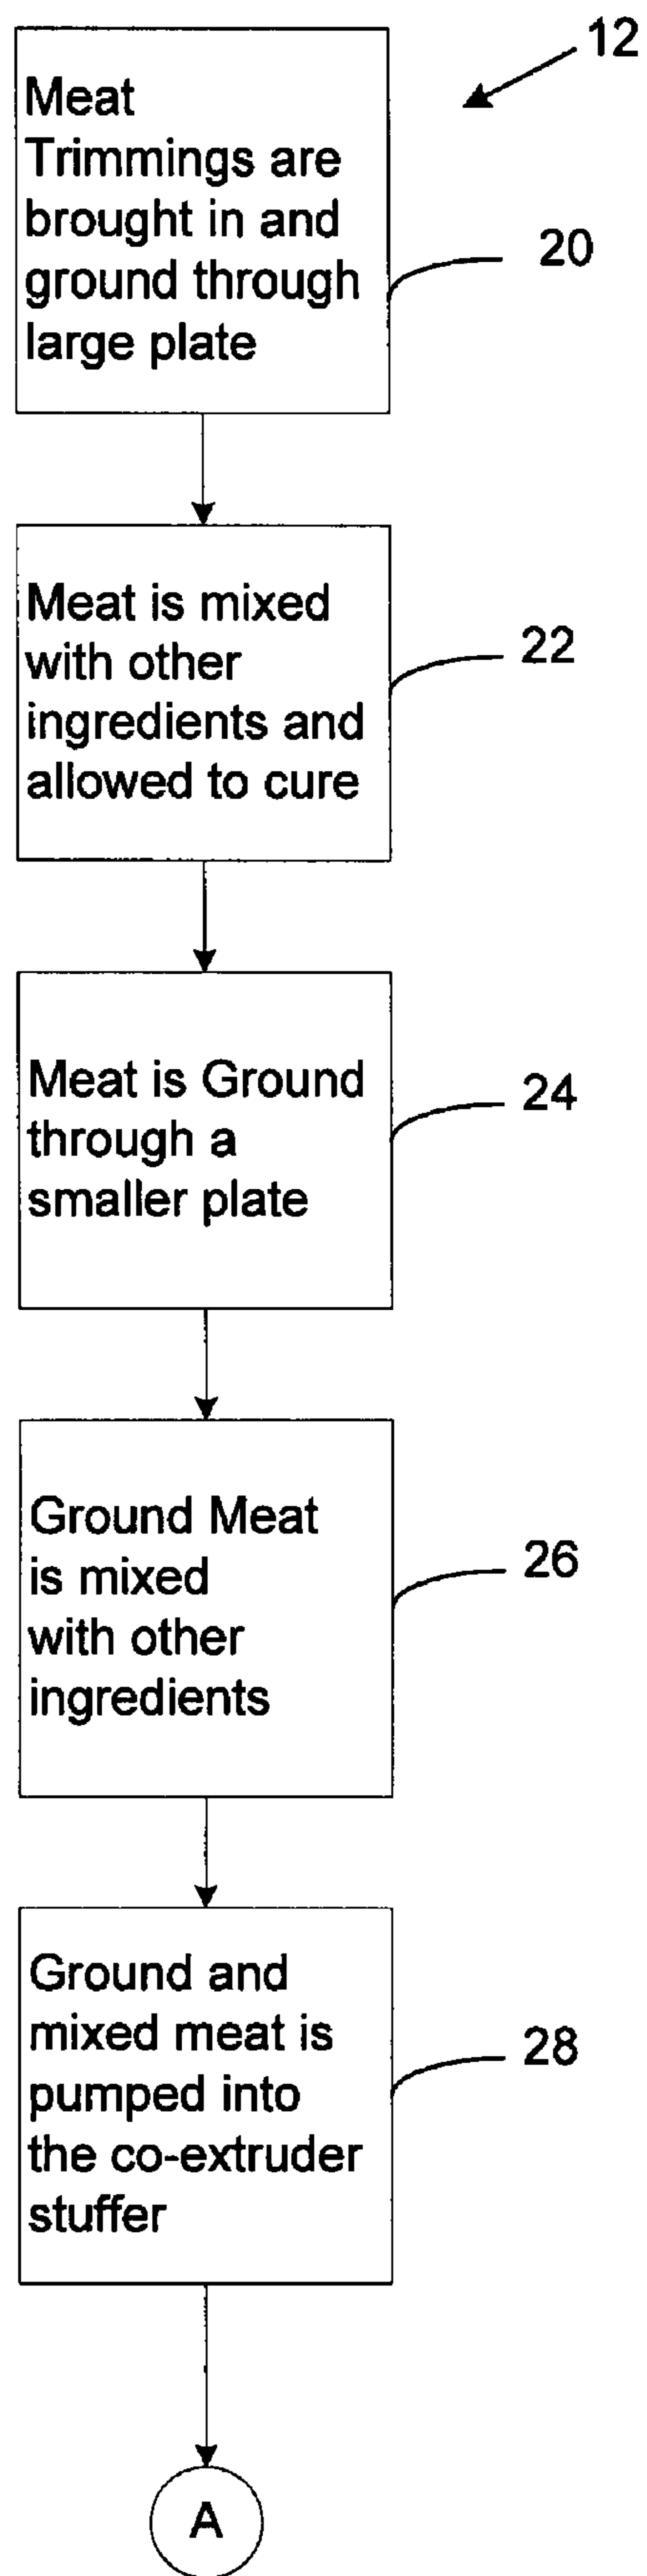 12
Meat
Trimmings are
brought in and
ground through
large plate
20
Meat is mixed
with other
ingredients and
allowed to cure
22
Meat is Ground
through a
smaller plate
24
Ground Meat
is mixed
with other
ingredients
26
Ground and
mixed meat is
pumped into
the co-extruder
stuffer
28
A